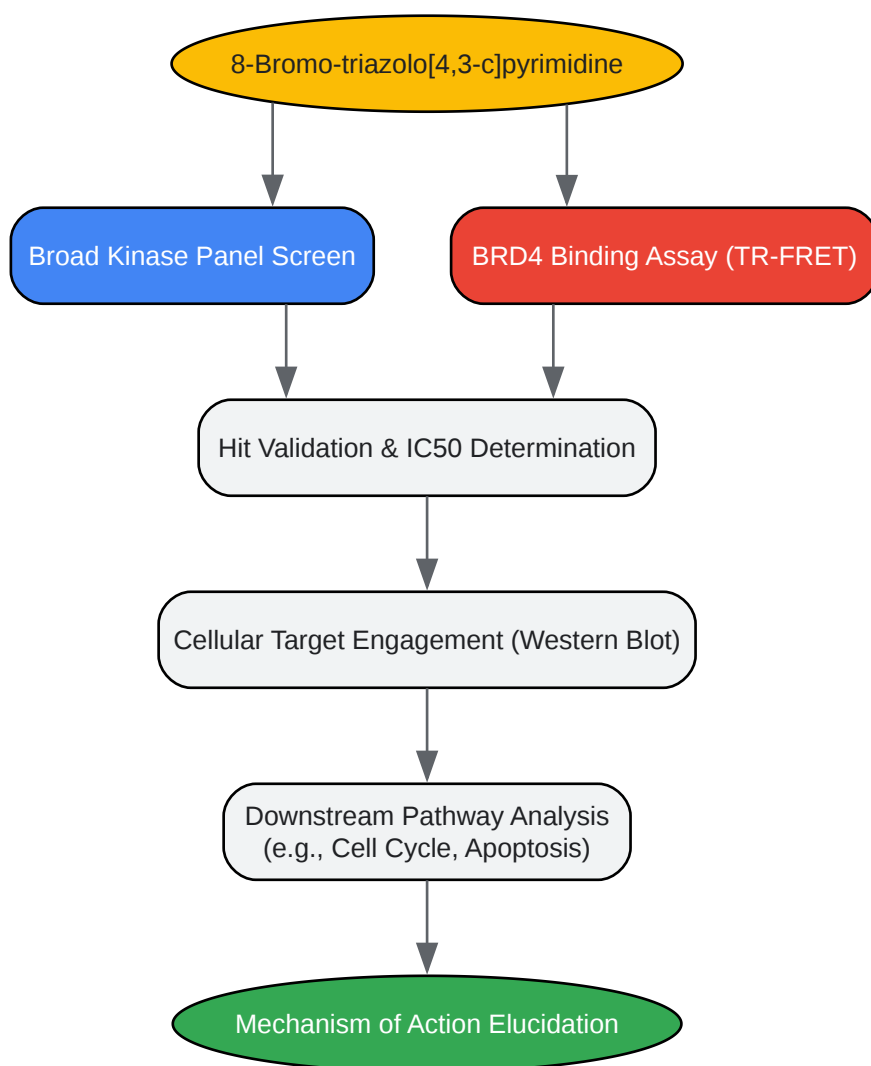 8-Bromo-triazolo[4,3-c]pyrimidine
Broad Kinase Panel Screen
BRD4 Binding Assay (TR-FRET)
Hit Validation & IC50 Determination
Cellular Target Engagement (Western Blot)
Downstream Pathway Analysis
(e.g., Cell Cycle, Apoptosis)
Mechanism of Action Elucidation